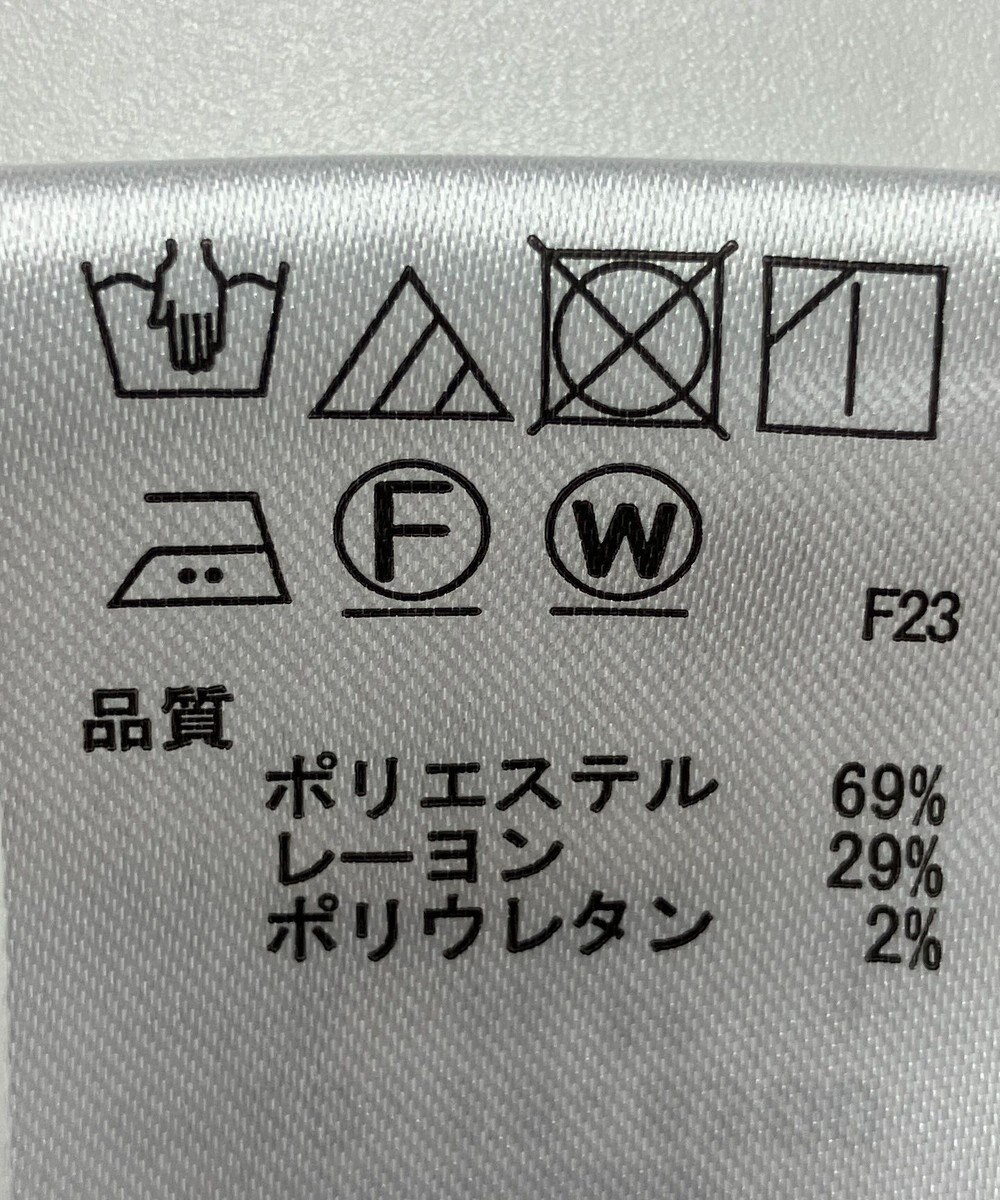 F
W
F23
品質
ポリエステル 69%
レーヨン 29%
ポリウレタン 2%